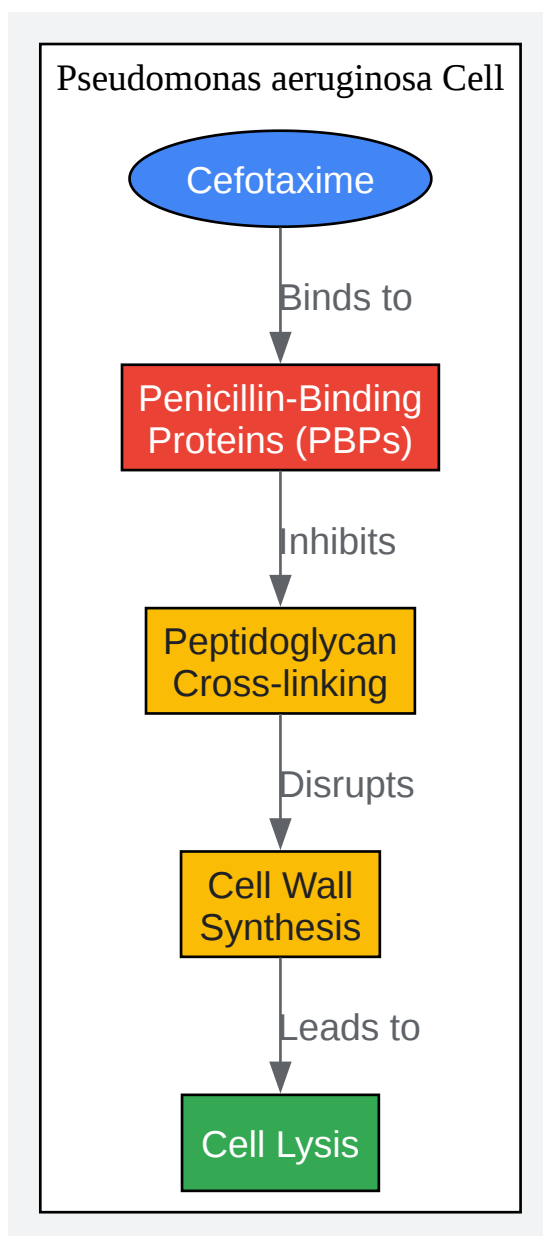 Pseudomonas aeruginosa Cell
Cefotaxime
Binds to
Penicillin-Binding
Proteins (PBPs)
Inhibits
Peptidoglycan
Cross-linking
Disrupts
Cell Wall
Synthesis
Leads to
Cell Lysis